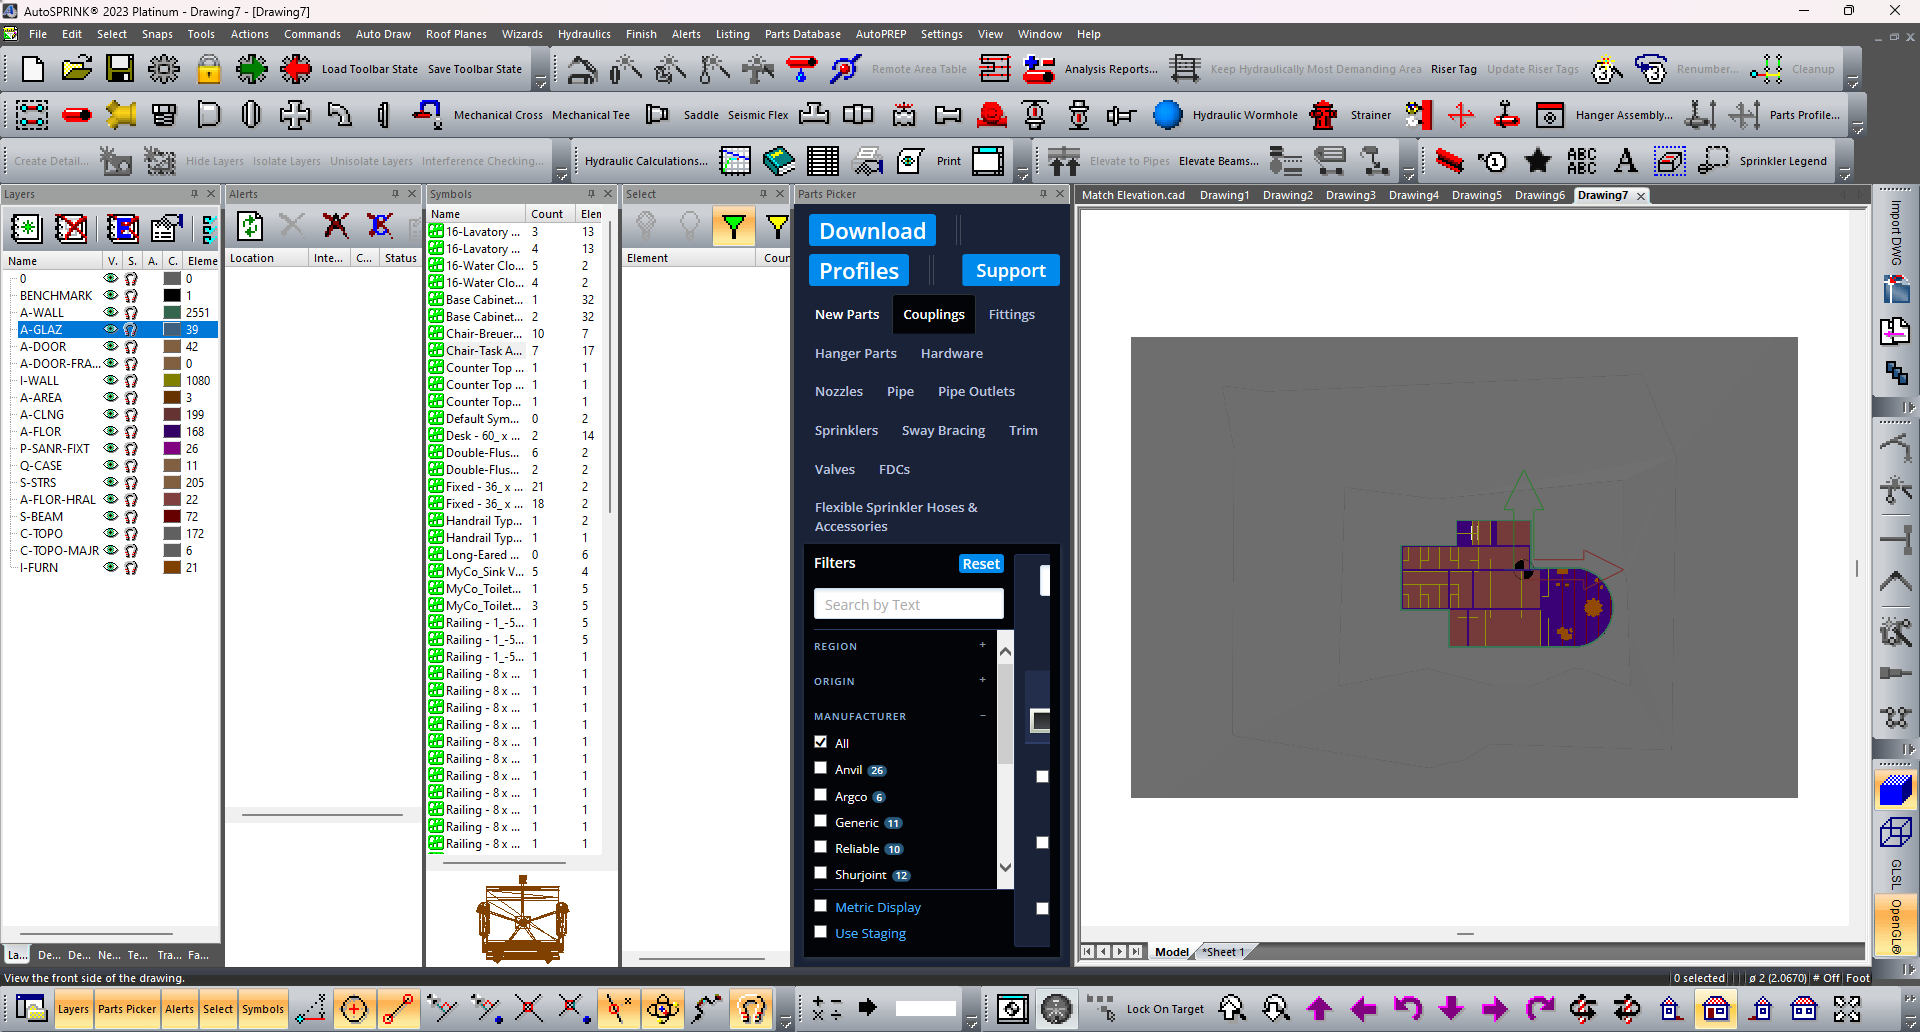 AutoSPRINK® 2023 Platinum - Drawing7 - [Drawing7]
File Edit Select Snaps Tools Actions Commands Auto Draw Roof Planes Wizards Hydraulics Finish Alerts Listing Parts Database AutoPREP Settings View Window Help
Load Toolbar State Save Toolbar State Remote Area Table Analysis Reports... Keep Hydraulically Most Demanding Area Riser Tag Update Riser Tags Renumber... Cleanup
Mechanical Cross Mechanical Tee Saddle Seismic Flex Hydraulic Wormhole Strainer Hanger Assembly... Parts Profile...
Create Detail... Hide Layers Isolate Layers Unisolate Layers Interference Checking... Hydraulic Calculations... Print Elevate to Pipes Elevate Beams... ABC ABC Sprinkler Legend
Layers
Name V. S. A. C. Eleme
0 0
BENCHMARK 1
A-WALL 2551
A-GLAZ 39
A-DOOR 42
A-DOOR-FRA... 0
I-WALL 1080
A-AREA 3
A-CLNG 199
A-FLOR 168
P-SANR-FIXT 26
Q-CASE 11
S-STRS 205
A-FLOR-HRAL 22
S-BEAM 72
C-TOPO 172
C-TOPO-MAJR 6
I-FURN 21
La... De... De... Ne... Te... Tra... Fa...
Alerts
Location Inte... C... Status
Symbols
Name Count Elen
16-Lavatory ... 3 13
16-Lavatory ... 4 13
16-Water Clo... 5 2
16-Water Clo... 4 2
Base Cabinet... 1 32
Base Cabinet... 2 32
Chair-Breuer... 10 7
Chair-Task A... 7 17
Counter Top ... 1 1
Counter Top ... 1 1
Counter Top... 1 1
Default Sym... 0 2
Desk - 60_ x ... 2 14
Double-Flus... 6 2
Double-Flus... 2 2
Fixed - 36_ x ... 21 2
Fixed - 36_ x ... 18 2
Handrail Typ... 1 2
Handrail Typ... 1 1
Long-Eared ... 0 6
MyCo_Sink V... 5 4
MyCo_Toilet... 1 5
MyCo_Toilet... 3 5
Railing - 1_-5... 1 5
Railing - 1_-5... 1 5
Railing - 1_-5... 1 1
Railing - 8 x ... 1 1
Railing - 8 x ... 1 1
Railing - 8 x ... 1 1
Railing - 8 x ... 1 1
Railing - 8 x ... 1 1
Railing - 8 x ... 1 1
Railing - 8 x ... 1 1
Railing - 8 x ... 1 1
Railing - 8 x ... 1 1
Railing - 8 x ... 1 1
Railing - 8 x ... 1 1
Select
Element Coun
Parts Picker
Download
Profiles Support
New Parts Couplings Fittings
Hanger Parts Hardware
Nozzles Pipe Pipe Outlets
Sprinklers Sway Bracing Trim
Valves FDCs
Flexible Sprinkler Hoses &
Accessories
Filters Reset
Search by Text
REGION +
ORIGIN +
MANUFACTURER −
All
Anvil 26
Argco 6
Generic 11
Reliable 10
Shurjoint 12
Metric Display
Use Staging
Match Elevation.cad Drawing1 Drawing2 Drawing3 Drawing4 Drawing5 Drawing6 Drawing7
Model *Sheet 1
Import DWG
GLSL
OpenGL®
View the front side of the drawing.
0 selected ø 2 (2.0670) # Off Foot
Layers Parts Picker Alerts Select Symbols Lock On Target